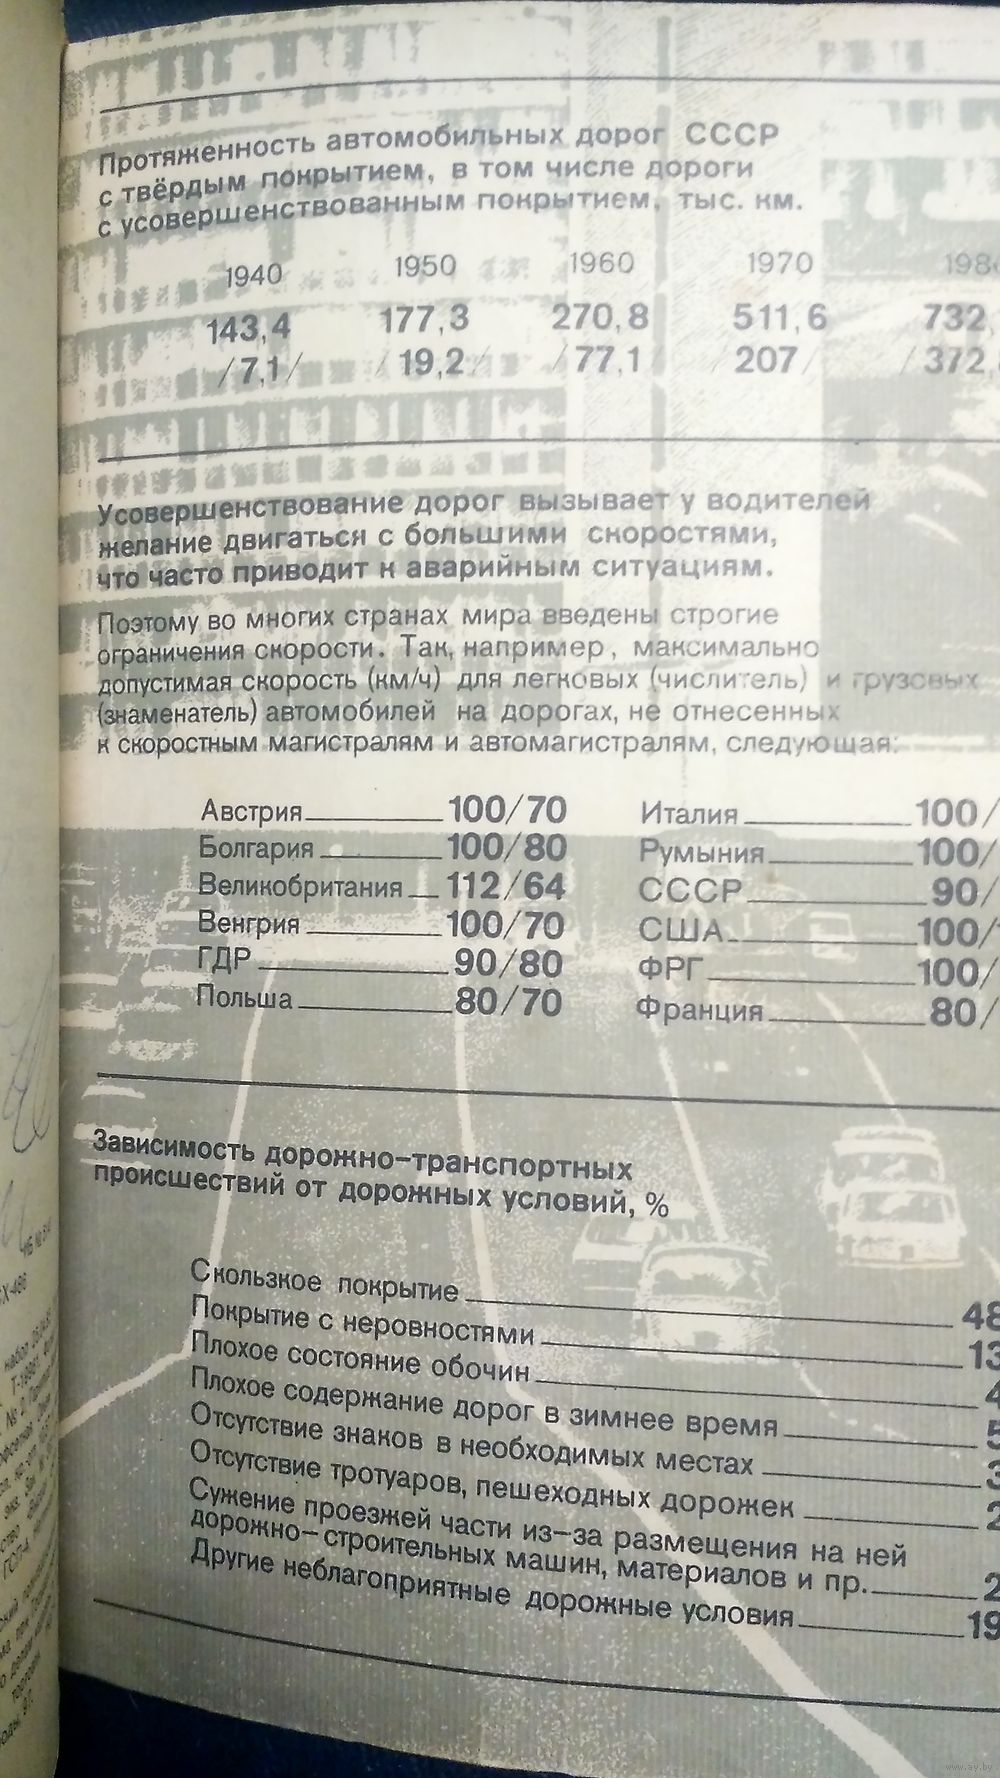 Протяженность автомобильных дорог СССР
с твёрдым покрытием, в том числе дороги
с усовершенствованным покрытием, тыс. км.
1940 1950 1960 1970 198
143,4 177,3 270,8 511,6 732,
/7,1/ /19,2/ /77,1 207/ /372,
Усовершенствование дорог вызывает у водителей
желание двигаться с большими скоростями,
что часто приводит к аварийным ситуациям.
Поэтому во многих странах мира введены строгие
ограничения скорости. Так, например, максимально
допустимая скорость (км/ч) для легковых (числитель) и грузовых
(знаменатель) автомобилей на дорогах, не отнесенных
к скоростным магистралям и автомагистралям, следующая:
Австрия 100/70
Болгария 100/80
Великобритания 112/64
Венгрия 100/70
ГДР 90/80
Польша 80/70
Италия 100/
Румыния 100/
СССР 90/
США 100/
ФРГ 100/
Франция 80/
Зависимость дорожно-транспортных
происшествий от дорожных условий, %
Скользкое покрытие 48
Покрытие с неровностями 13
Плохое состояние обочин 4
Плохое содержание дорог в зимнее время 5
Отсутствие знаков в необходимых местах 3
Отсутствие тротуаров, пешеходных дорожек 2
Сужение проезжей части из-за размещения на ней
дорожно-строительных машин, материалов и пр. 2
Другие неблагоприятные дорожные условия 19
www.ay.by